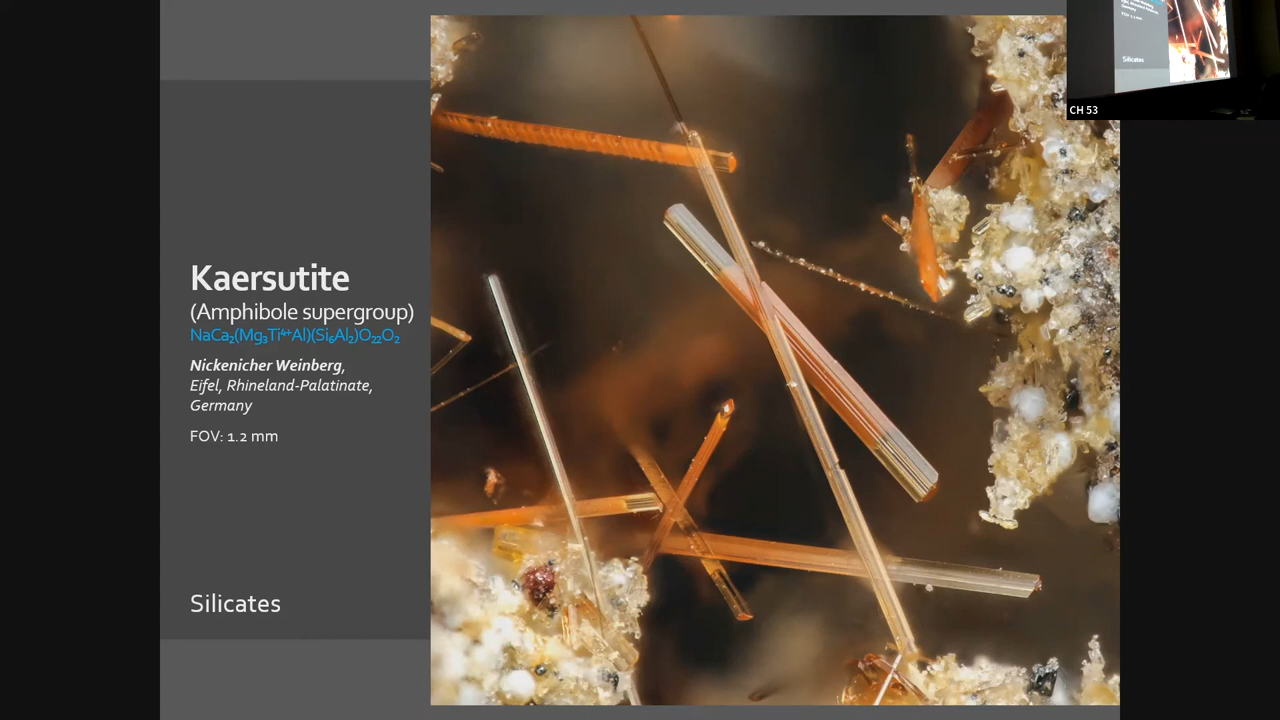 Kaersutite
(Amphibole supergroup)
NaCa₂(Mg₃Ti⁴⁺Al)(Si₆Al₂)O₂₂O₂
Nickenicher Weinberg,
Eifel, Rhineland-Palatinate,
Germany
FOV: 1.2 mm
Silicates
Silicates
CH 53